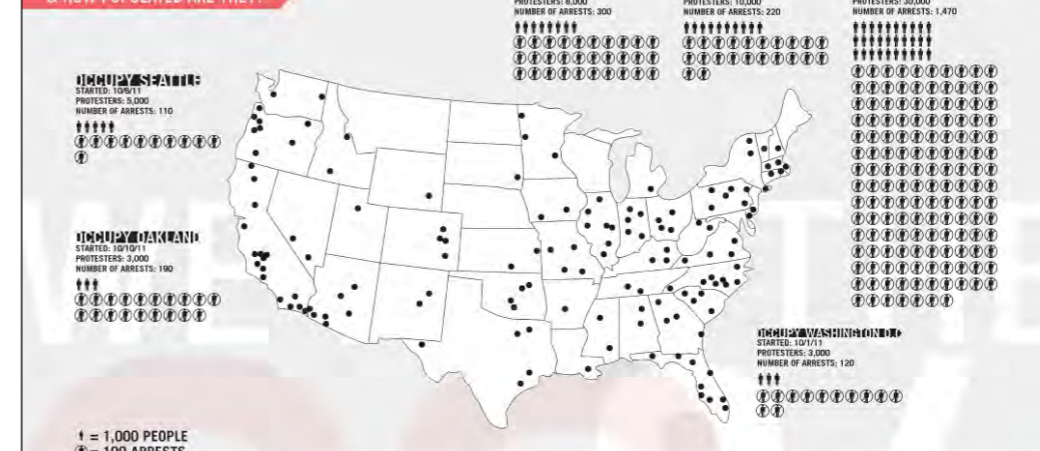 & HOW POPULATED ARE THEY?
PROTESTERS: 8,000
NUMBER OF ARRESTS: 300
PROTESTERS: 10,000
NUMBER OF ARRESTS: 220
PROTESTERS: 30,000
NUMBER OF ARRESTS: 1,470
OCCUPY SEATTLE
STARTED: 10/6/11
PROTESTERS: 5,000
NUMBER OF ARRESTS: 110
OCCUPY OAKLAND
STARTED: 10/10/11
PROTESTERS: 3,000
NUMBER OF ARRESTS: 190
OCCUPY WASHINGTON D.C
STARTED: 10/1/11
PROTESTERS: 3,000
NUMBER OF ARRESTS: 120
= 1,000 PEOPLE
= 100 ARRESTS